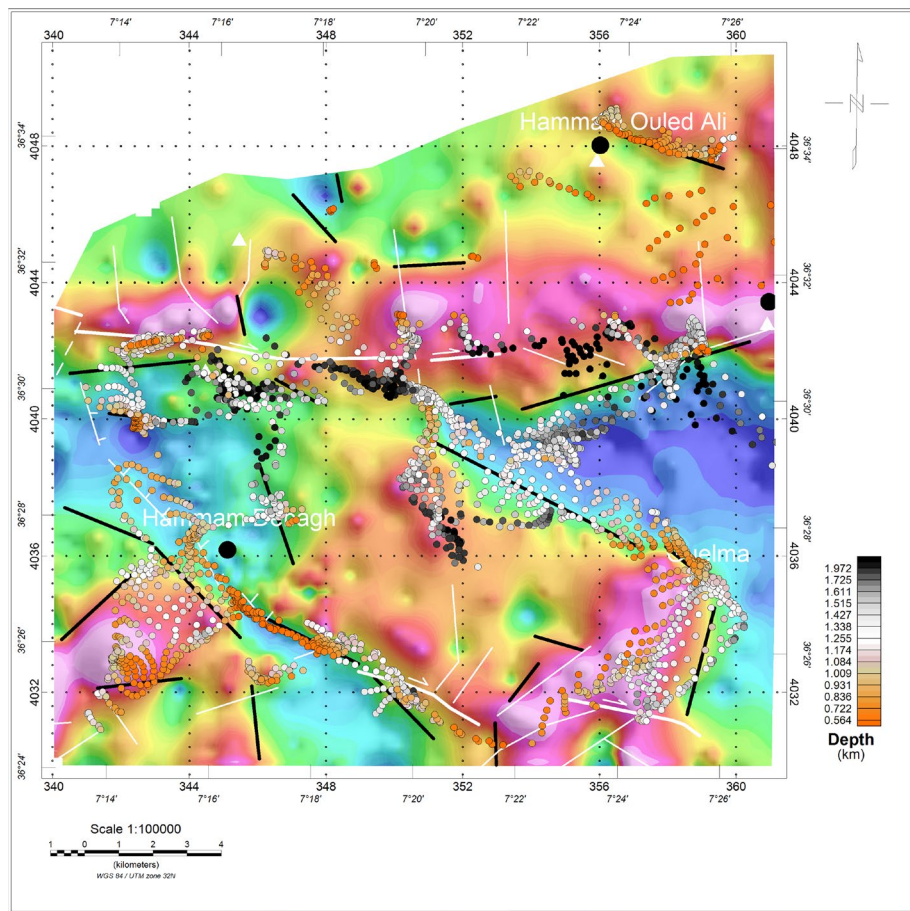 7°14' 7°16' 7°20' 7°22' 7°26'
340 344 348 352 356 360
Hammam Ouled Ali
36°34' 4048 4048 36°34'
N
36°32' 4044 4044 36°32'
36°30' 4040 4040 36°30'
36°28' 36°28'
Hammam Debagh
4036 4036
Guelma
36°26' 36°26'
4032 4032
36°24'
340 344 348 352 356 360
7°14' 7°16' 7°18' 7°20' 7°22' 7°24' 7°26'
1.972
1.725
1.611
1.515
1.427
1.338
1.255
1.174
1.084
1.009
0.931
0.836
0.722
0.564
Depth
(km)
Scale 1:100000
1 0 1 2 3 4
(kilometers)
WGS 84 / UTM zone 32N